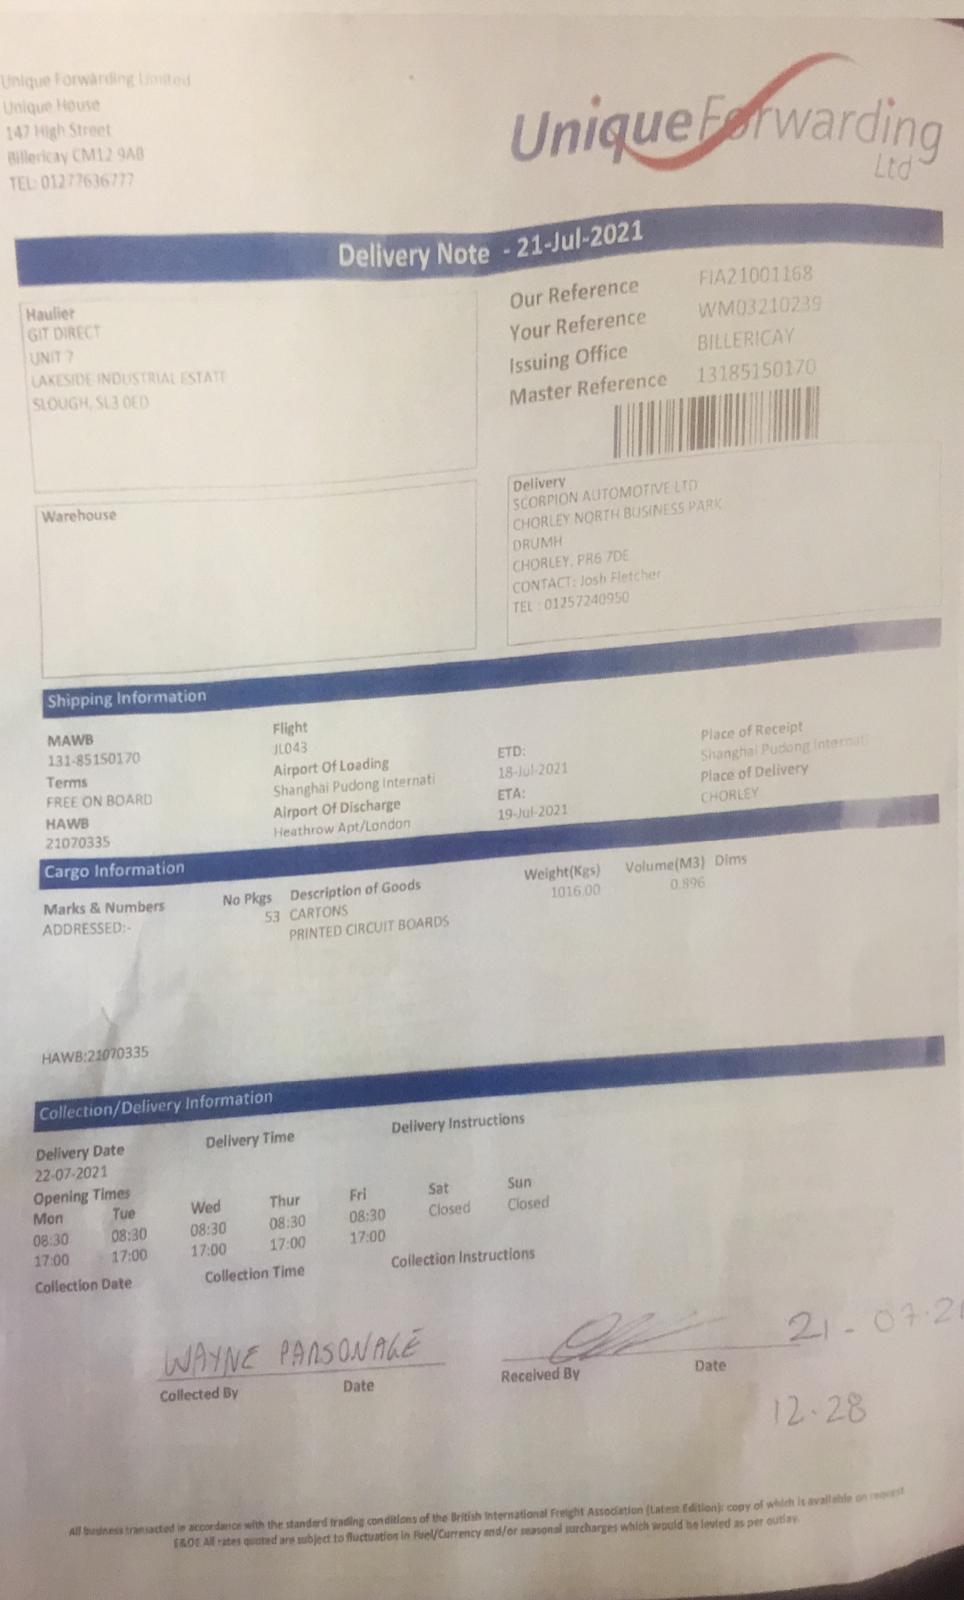 Unique Forwarding Limited
Unique House
147 High Street
Billericay CM12 9AB
TEL: 01277636777
Unique Forwarding
Ltd
Delivery Note - 21-Jul-2021
Haulier
GIT DIRECT
UNIT 7
LAKESIDE INDUSTRIAL ESTATE
SLOUGH, SL3 0ED
Our Reference FIA21001168
Your Reference WM03210239
Issuing Office BILLERICAY
Master Reference 13185150170
Warehouse
Delivery
SCORPION AUTOMOTIVE LTD
CHORLEY NORTH BUSINESS PARK
DRUMH
CHORLEY, PR6 7DE
CONTACT: Josh Fletcher
TEL : 01257240950
Shipping Information
MAWB
131-85150170
Terms
FREE ON BOARD
HAWB
21070335
Flight
JL043
Airport Of Loading
Shanghai Pudong Internati
Airport Of Discharge
Heathrow Apt/London
ETD:
18-Jul-2021
ETA:
19-Jul-2021
Place of Receipt
Shanghai Pudong Internati
Place of Delivery
CHORLEY
Cargo Information
Marks & Numbers No Pkgs Description of Goods Weight(Kgs) Volume(M3) Dims
ADDRESSED:- 53 CARTONS 1016.00 0.896
PRINTED CIRCUIT BOARDS
HAWB:21070335
Collection/Delivery Information
Delivery Date Delivery Time Delivery Instructions
22-07-2021
Opening Times
Mon Tue Wed Thur Fri Sat Sun
08:30 08:30 08:30 08:30 08:30 Closed Closed
17:00 17:00 17:00 17:00 17:00
Collection Date Collection Time Collection Instructions
WAYNE PARSONAGE 21-07-21
Collected By Date Received By Date
12-28
All business transacted in accordance with the standard trading conditions of the British International Freight Association (Latest Edition): copy of which is available on request
E&OE All rates quoted are subject to fluctuation in Fuel/Currency and/or seasonal surcharges which would be levied as per outlay.